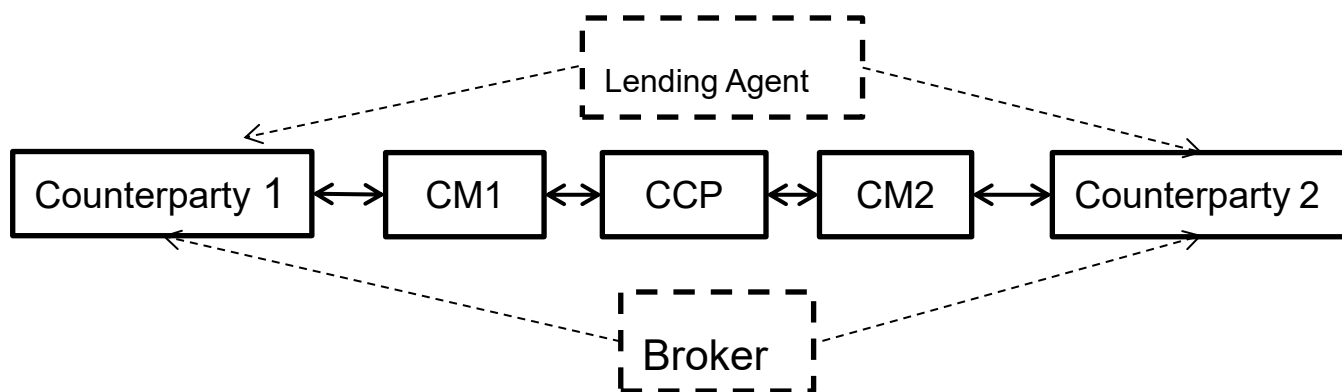 Lending Agent
Counterparty 1
CM1
CCP
CM2
Counterparty 2
Broker